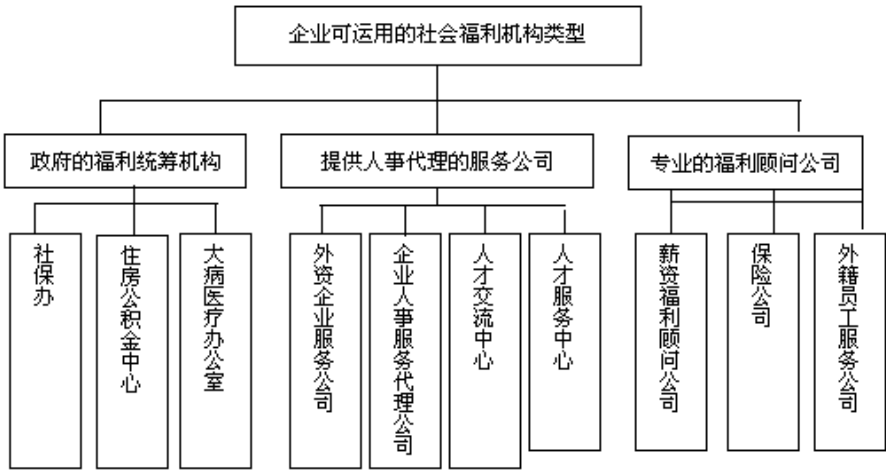 企业可运用的社会福利机构类型
政府的福利统筹机构
提供人事代理的服务公司
专业的福利顾问公司
社保办
住房公积金中心
大病医疗办公室
外资企业服务公司
企业人事服务代理公司
人才交流中心
人才服务中心
薪资福利顾问公司
保险公司
外籍员工服务公司